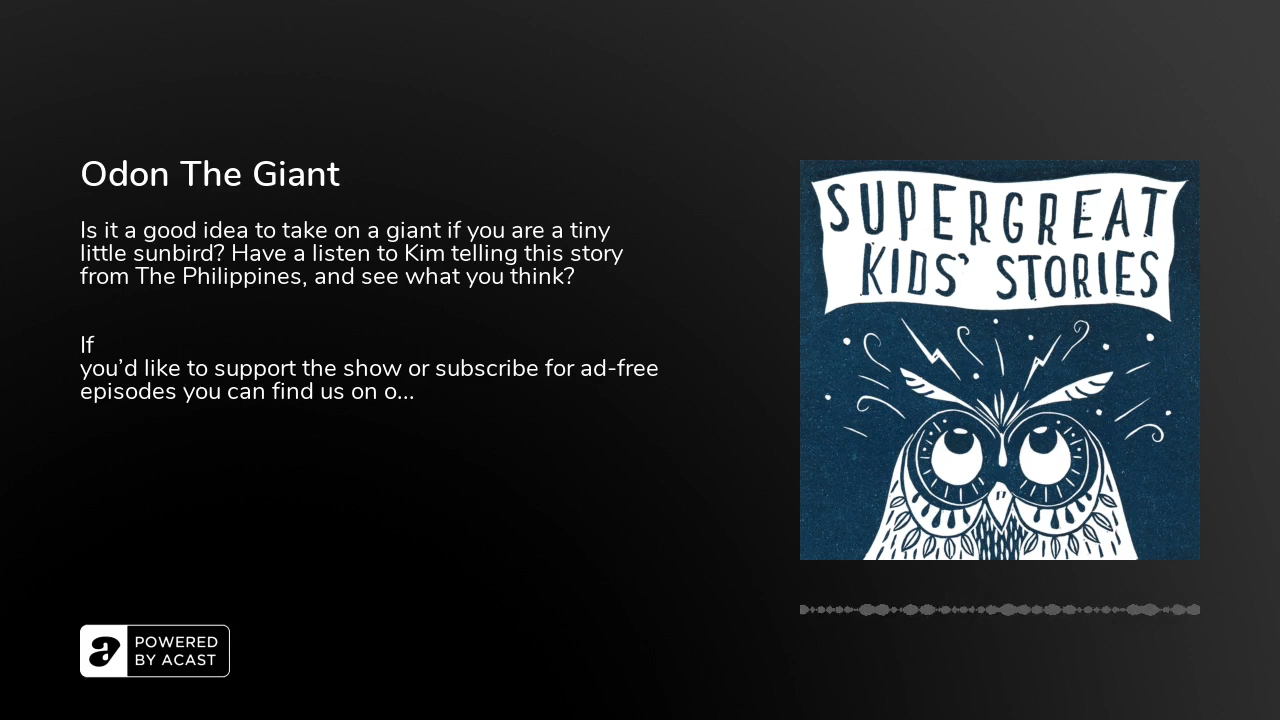 Odon The Giant
Is it a good idea to take on a giant if you are a tiny
little sunbird? Have a listen to Kim telling this story
from The Philippines, and see what you think?
If
you’d like to support the show or subscribe for ad-free
episodes you can find us on o...
SUPERGREAT
KIDS’ STORIES
a
POWERED
BY ACAST